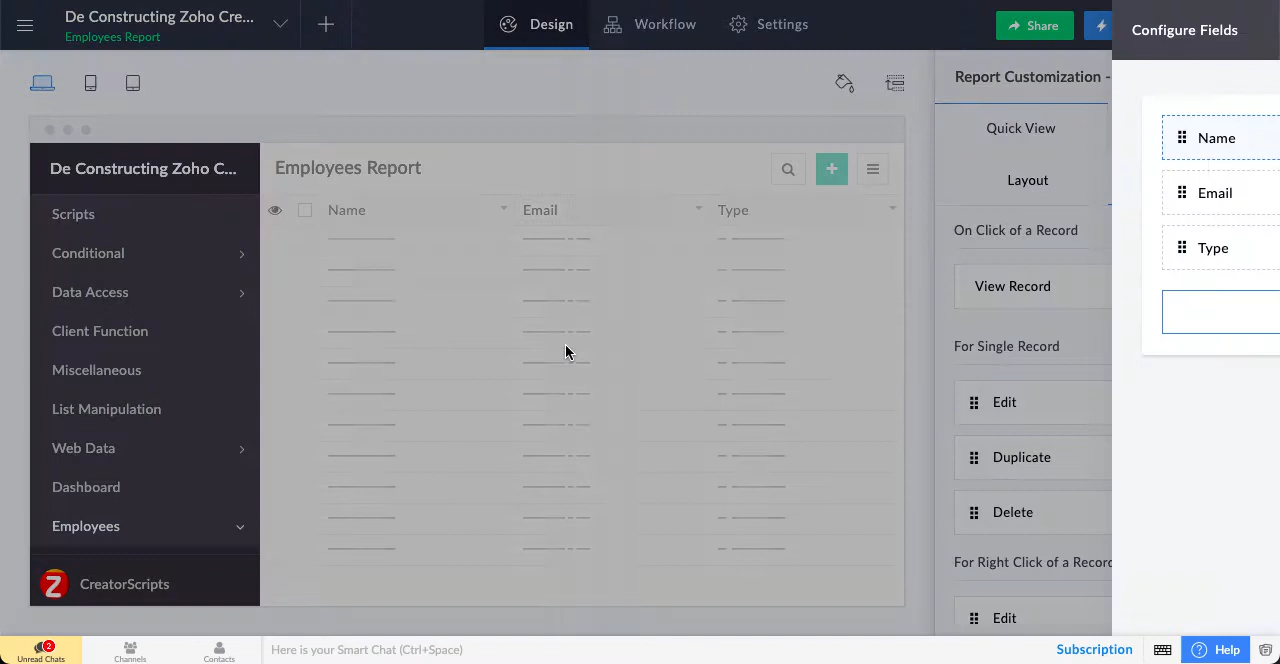 De Constructing Zoho Cre...
Employees Report
Design
Workflow
Settings
Share
Configure Fields
Report Customization -
Quick View
Layout
On Click of a Record
View Record
For Single Record
Edit
Duplicate
Delete
For Right Click of a Record
Edit
Name
Email
Type
De Constructing Zoho C...
Scripts
Conditional
Data Access
Client Function
Miscellaneous
List Manipulation
Web Data
Dashboard
Employees
Z
CreatorScripts
Employees Report
Name
Email
Type
2
Unread Chats
Channels
Contacts
Here is your Smart Chat (Ctrl+Space)
Subscription
Help